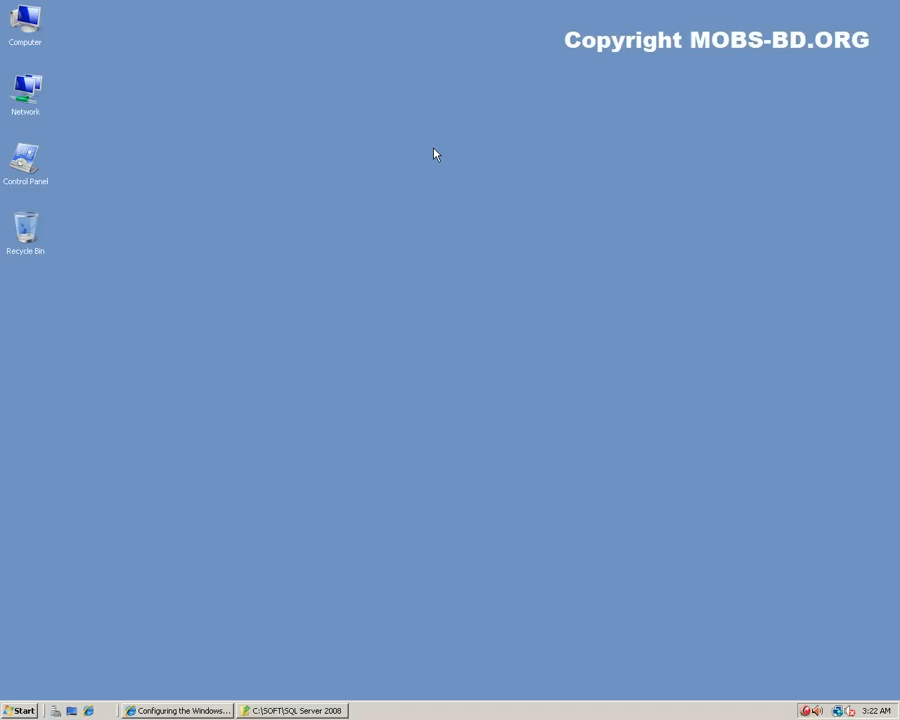 Computer
Copyright MOBS-BD.ORG
Network
Control Panel
Recycle Bin
Start
Configuring the Windows...
C:\SOFT\SQL Server 2008
3:22 AM